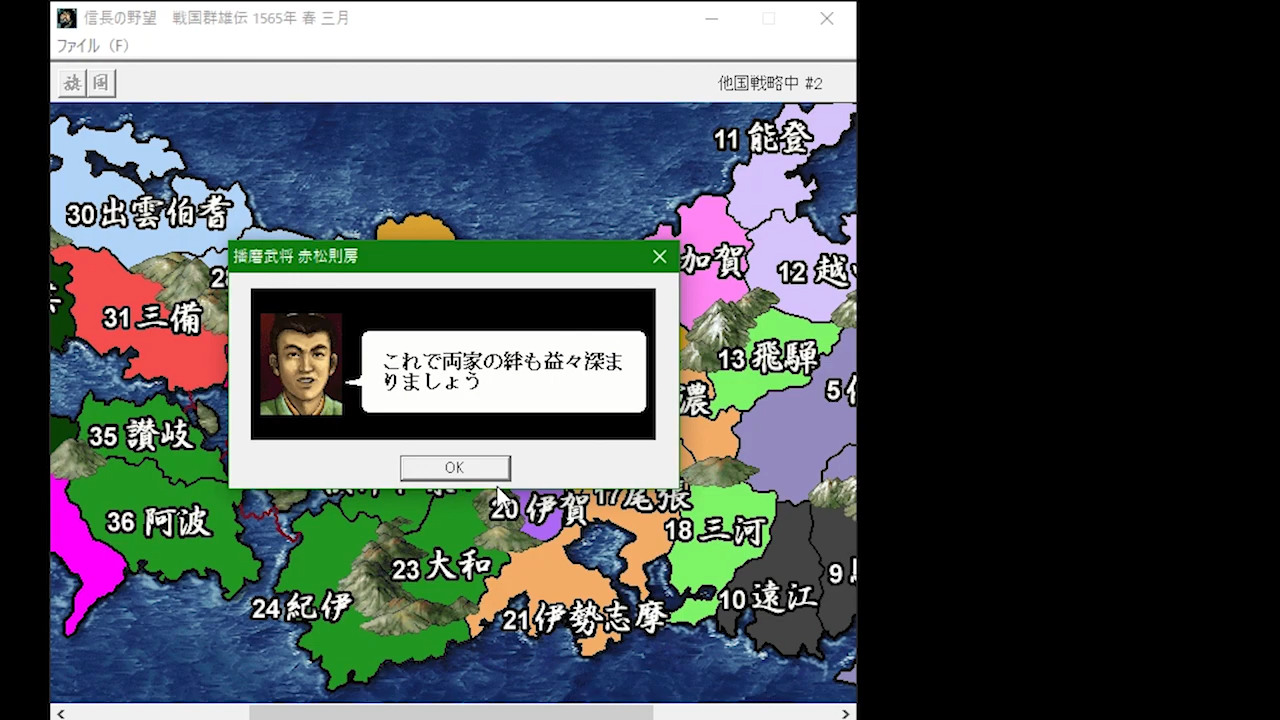 信長の野望 戦国群雄伝 1565年 春 三月
ファイル（F）
旗 国
他国戦略中 #2
11 能登
30 出雲伯耆
加賀
12 越
播磨武将 赤松則房
31 三備
これで両家の絆も益々深ま
りましょう
13 飛騨
濃
5
35 讃岐
OK
20 伊賀
17 尾張
36 阿波
18 三河
23 大和
9
10 遠江
24 紀伊
21 伊勢志摩